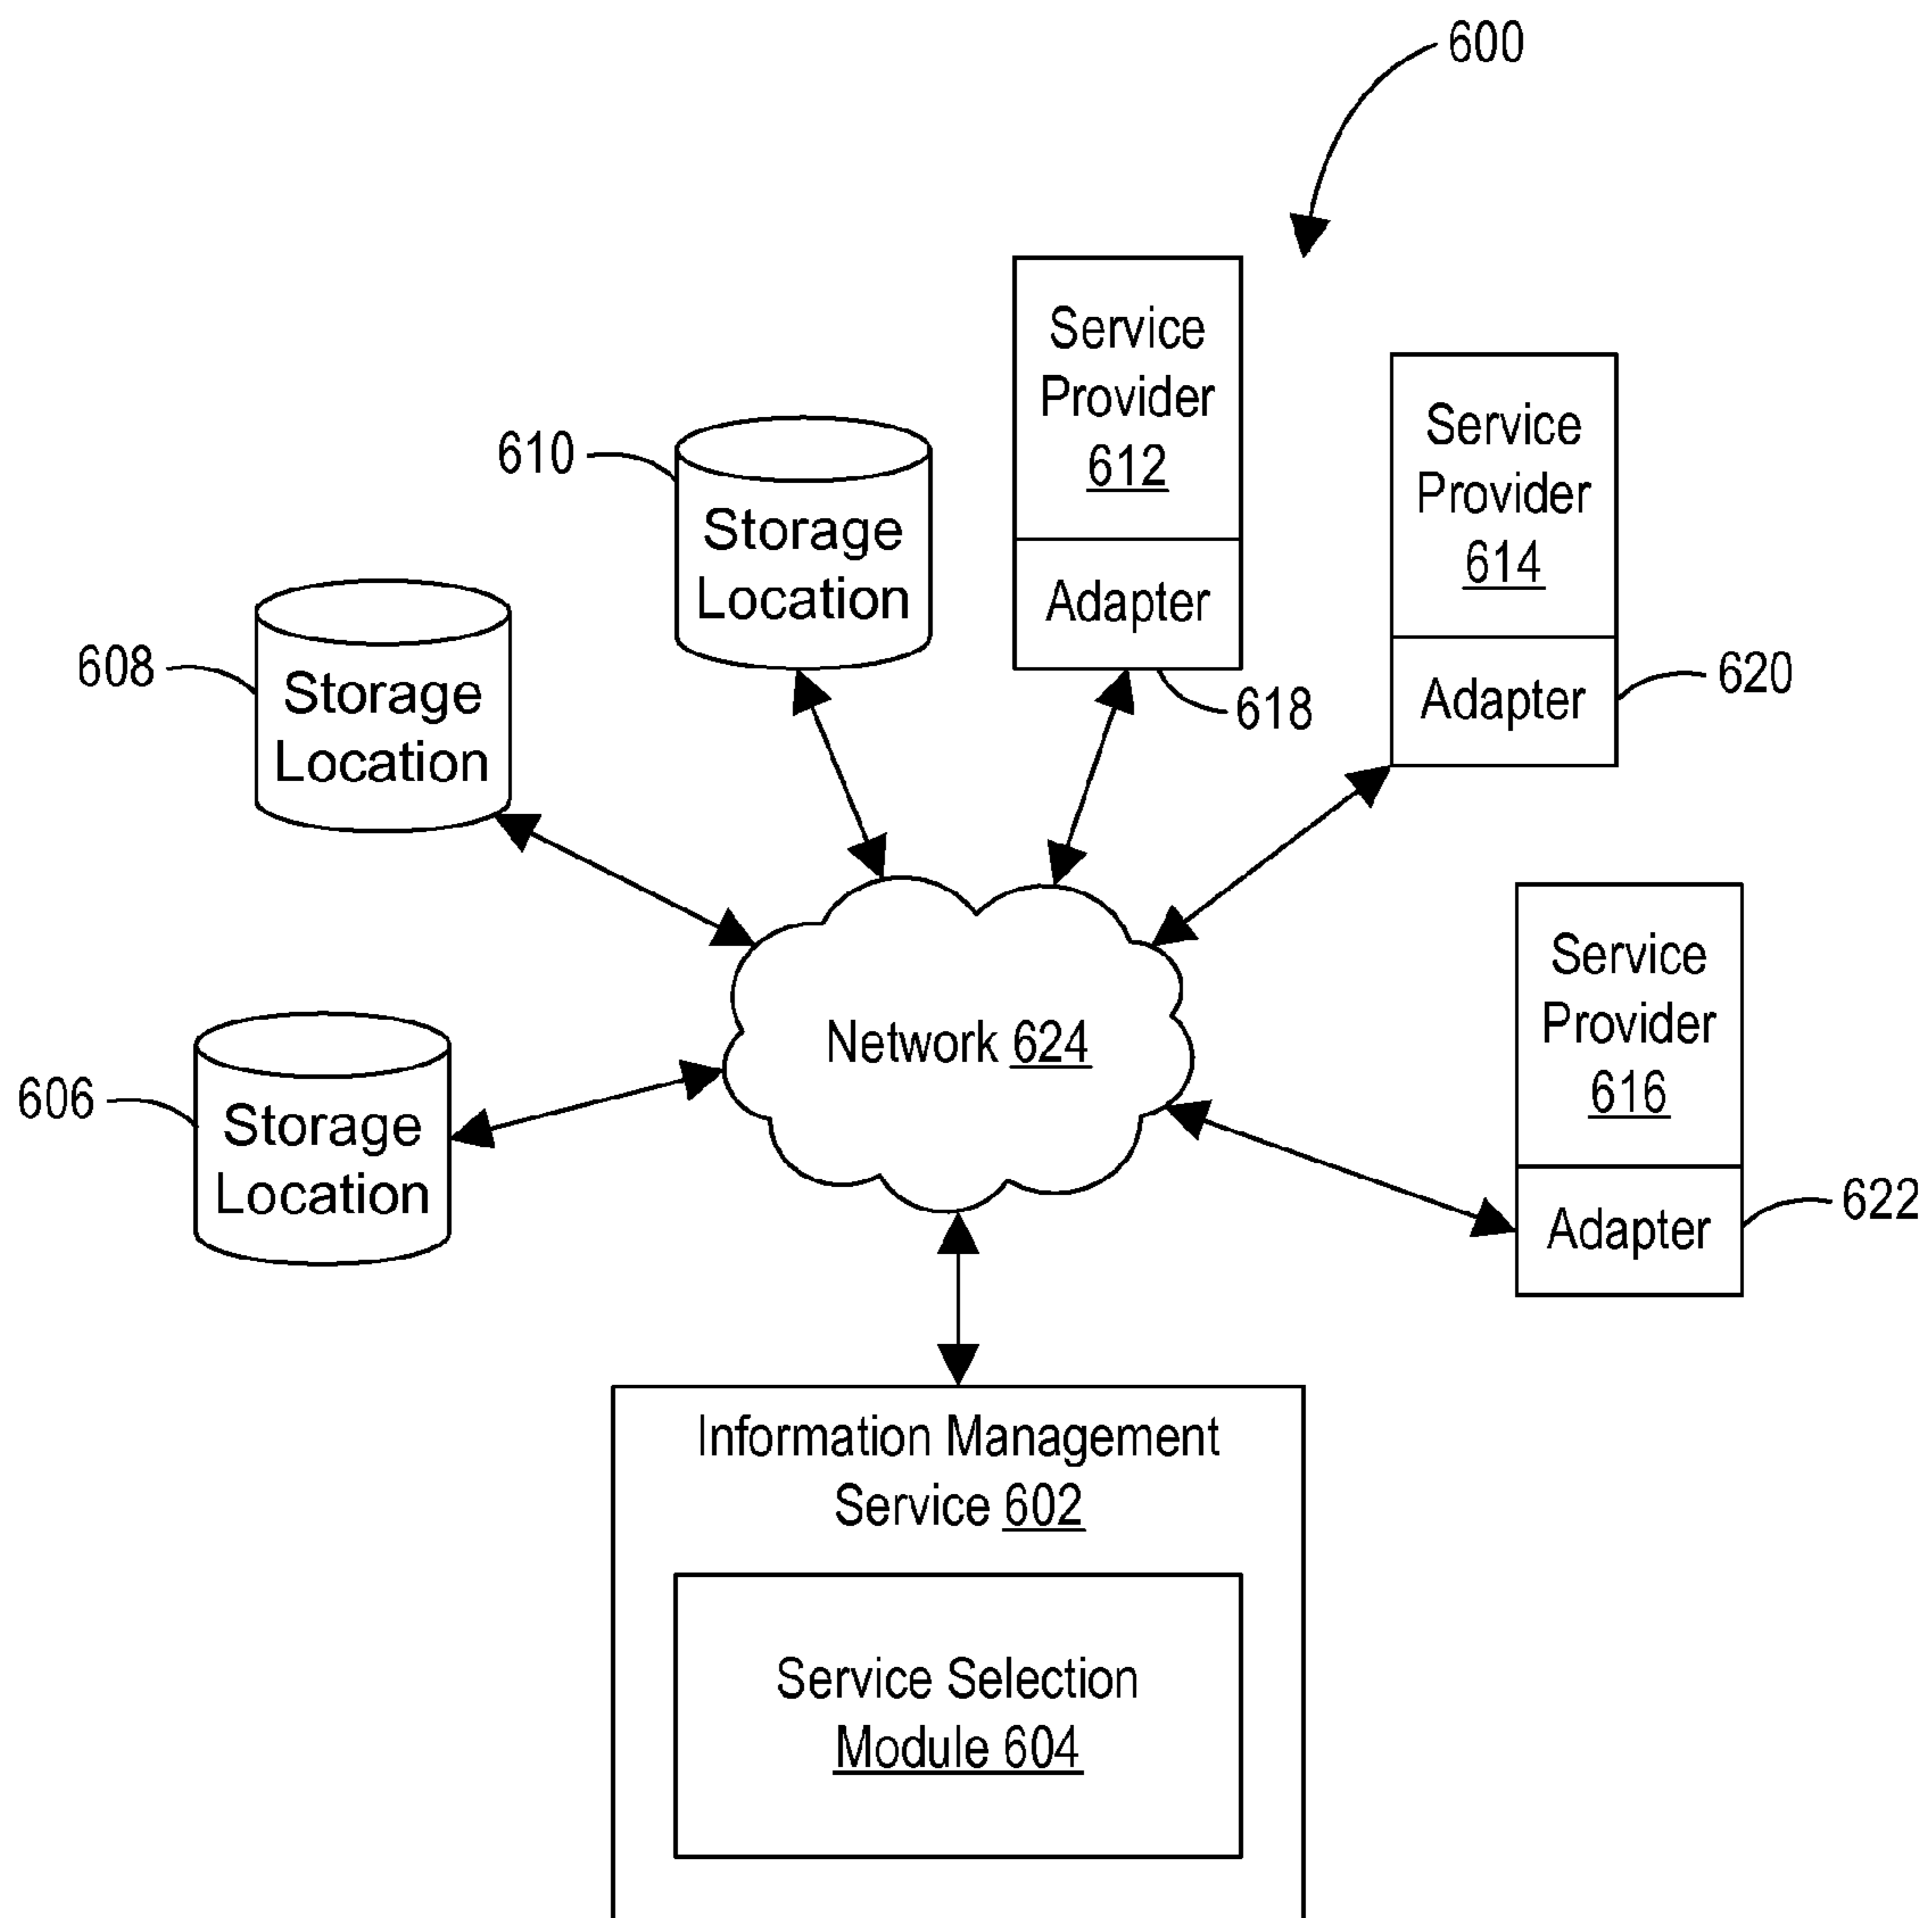 600
Service
Provider
612
Adapter
618
Service
Provider
614
Adapter
620
610
Storage
Location
608
Storage
Location
Service
Provider
616
Adapter
622
Network 624
606
Storage
Location
Information Management
Service 602
Service Selection
Module 604